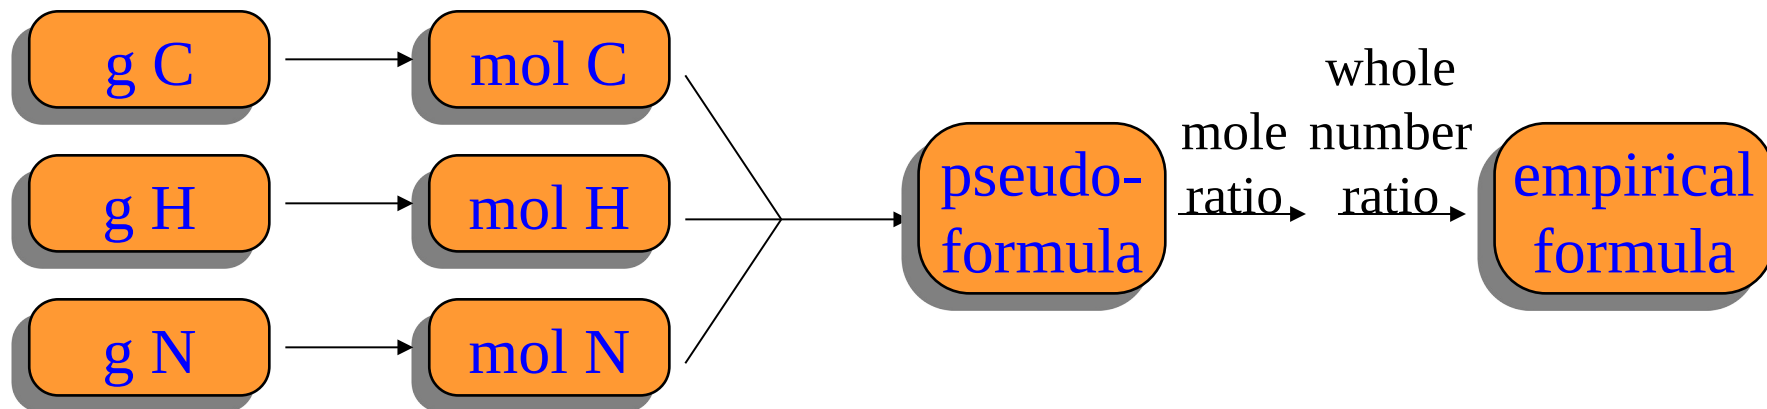 g C
mol C
g H
mol H
g N
mol N
pseudo-
formula
mole
ratio
whole
number
ratio
empirical
formula